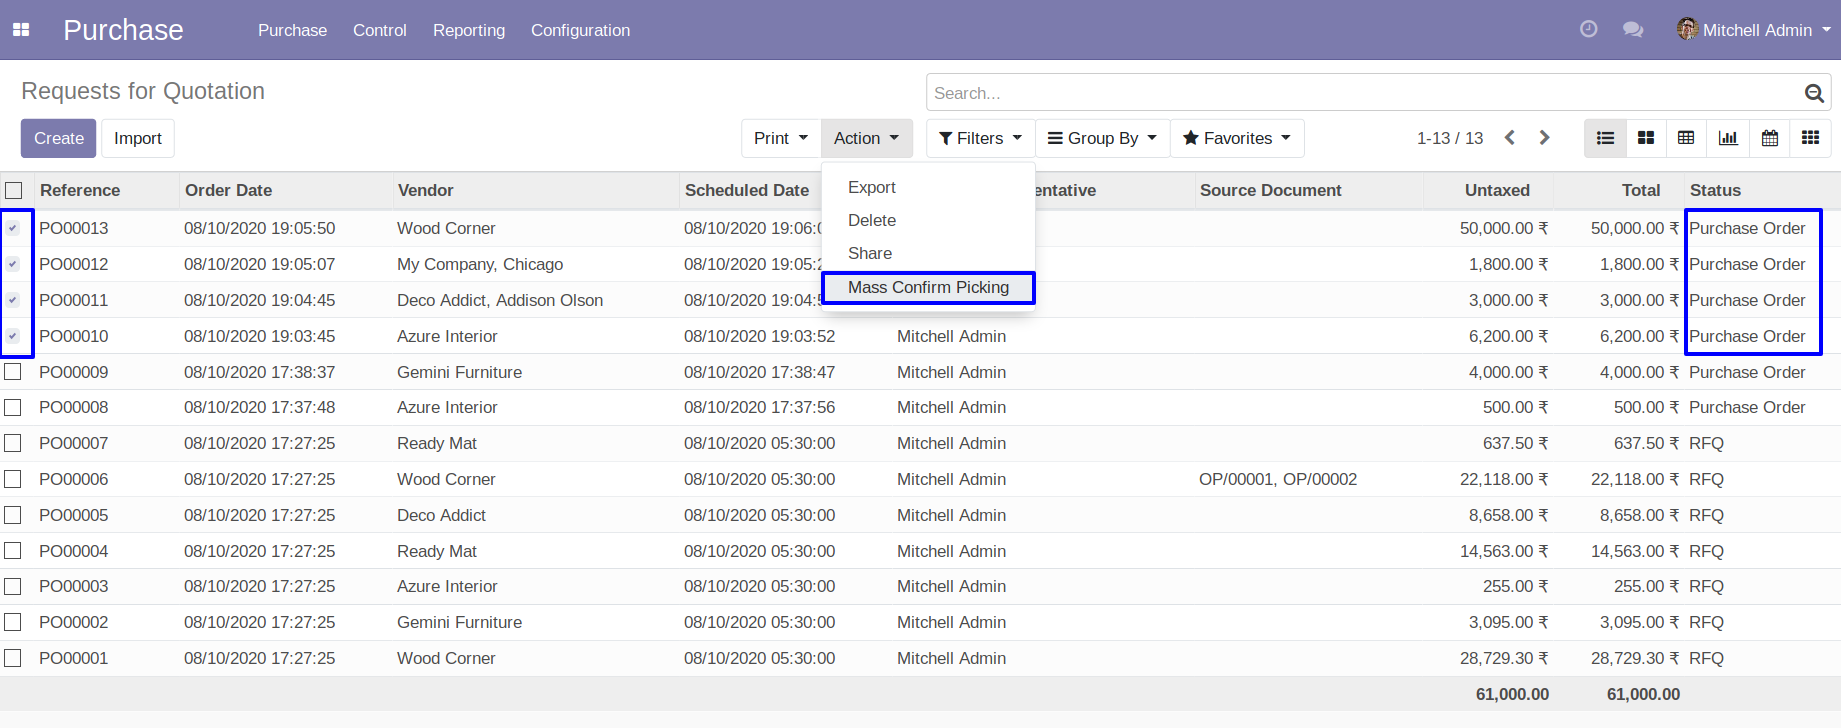 Purchase Purchase Control Reporting Configuration Mitchell Admin
Requests for Quotation Search...
Create Import Print Action Filters Group By Favorites 1-13 / 13
Reference Order Date Vendor Scheduled Date Source Document Untaxed Total Status
Export
Delete
Share
Mass Confirm Picking
PO00013 08/10/2020 19:05:50 Wood Corner 08/10/2020 50,000.00 ₹ 50,000.00 ₹ Purchase Order
PO00012 08/10/2020 19:05:07 My Company, Chicago 08/10/2020 1,800.00 ₹ 1,800.00 ₹ Purchase Order
PO00011 08/10/2020 19:04:45 Deco Addict, Addison Olson 08/10/2020 3,000.00 ₹ 3,000.00 ₹ Purchase Order
PO00010 08/10/2020 19:03:45 Azure Interior 08/10/2020 19:03:52 Mitchell Admin 6,200.00 ₹ 6,200.00 ₹ Purchase Order
PO00009 08/10/2020 17:38:37 Gemini Furniture 08/10/2020 17:38:47 Mitchell Admin 4,000.00 ₹ 4,000.00 ₹ Purchase Order
PO00008 08/10/2020 17:37:48 Azure Interior 08/10/2020 17:37:56 Mitchell Admin 500.00 ₹ 500.00 ₹ Purchase Order
PO00007 08/10/2020 17:27:25 Ready Mat 08/10/2020 05:30:00 Mitchell Admin 637.50 ₹ 637.50 ₹ RFQ
PO00006 08/10/2020 17:27:25 Wood Corner 08/10/2020 05:30:00 Mitchell Admin OP/00001, OP/00002 22,118.00 ₹ 22,118.00 ₹ RFQ
PO00005 08/10/2020 17:27:25 Deco Addict 08/10/2020 05:30:00 Mitchell Admin 8,658.00 ₹ 8,658.00 ₹ RFQ
PO00004 08/10/2020 17:27:25 Ready Mat 08/10/2020 05:30:00 Mitchell Admin 14,563.00 ₹ 14,563.00 ₹ RFQ
PO00003 08/10/2020 17:27:25 Azure Interior 08/10/2020 05:30:00 Mitchell Admin 255.00 ₹ 255.00 ₹ RFQ
PO00002 08/10/2020 17:27:25 Gemini Furniture 08/10/2020 05:30:00 Mitchell Admin 3,095.00 ₹ 3,095.00 ₹ RFQ
PO00001 08/10/2020 17:27:25 Wood Corner 08/10/2020 05:30:00 Mitchell Admin 28,729.30 ₹ 28,729.30 ₹ RFQ
61,000.00 61,000.00